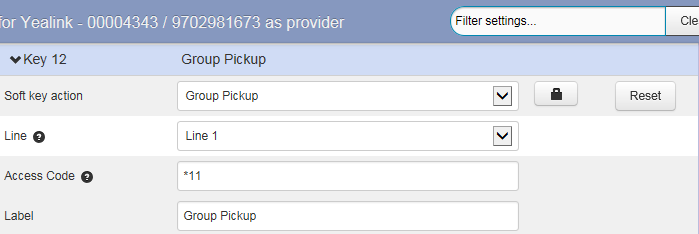 for Yealink - 00004343 / 9702981673 as provider Filter settings... Cle
Key 12 Group Pickup
Soft key action Group Pickup Reset
Line ? Line 1
Access Code ? *11
Label Group Pickup